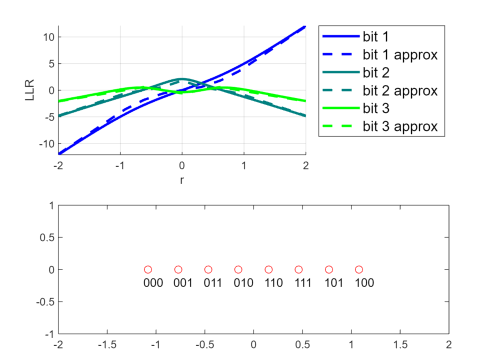 10
5
0
-5
-10
LLR
-2
-1
0
1
2
r
bit 1
bit 1 approx
bit 2
bit 2 approx
bit 3
bit 3 approx
1
0.5
0
-0.5
-1
000 001 011 010 110 111 101 100
-2 -1.5 -1 -0.5 0 0.5 1 1.5 2